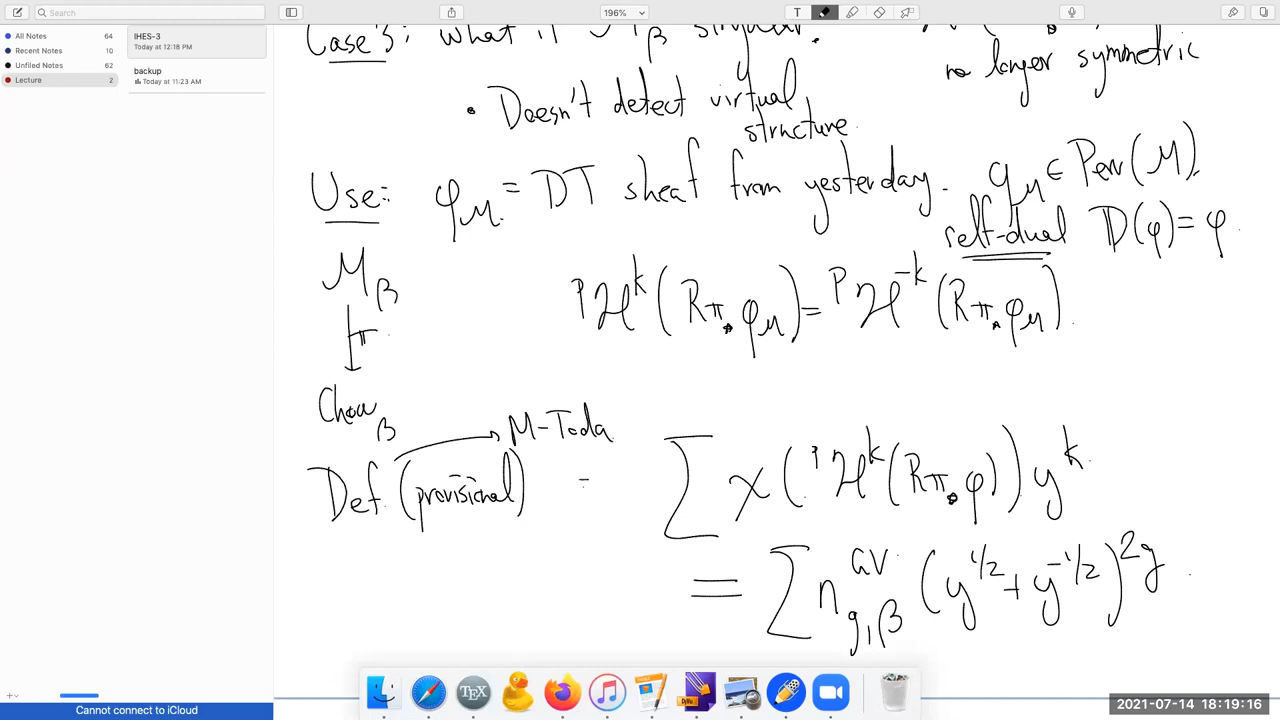 196%
T
Search
All Notes 64
Recent Notes 10
Unfiled Notes 62
Lecture 2
IHES-3
Today at 12:18 PM
backup
Today at 11:23 AM
Case 3: What if M_β singular.
no longer symmetric
• Doesn't detect virtual
structure
Use: φ_M = DT sheaf from yesterday. φ_M ∈ Perv(M).
self-dual 𝔻(φ) = φ.
M_β
↓ π
Chow_β
ᵖH^k(Rπ_* φ_M) = ᵖH^{-k}(Rπ_* φ_M).
→ M-Toda
Def. (provisional) Σ χ(ᵖH^k(Rπ_* φ)) y^k
= Σ n^{GV}_{g,β} (y^{1/2} + y^{-1/2})^{2g}.
TEX
DjVu
Cannot connect to iCloud
2021-07-14 18:19:16